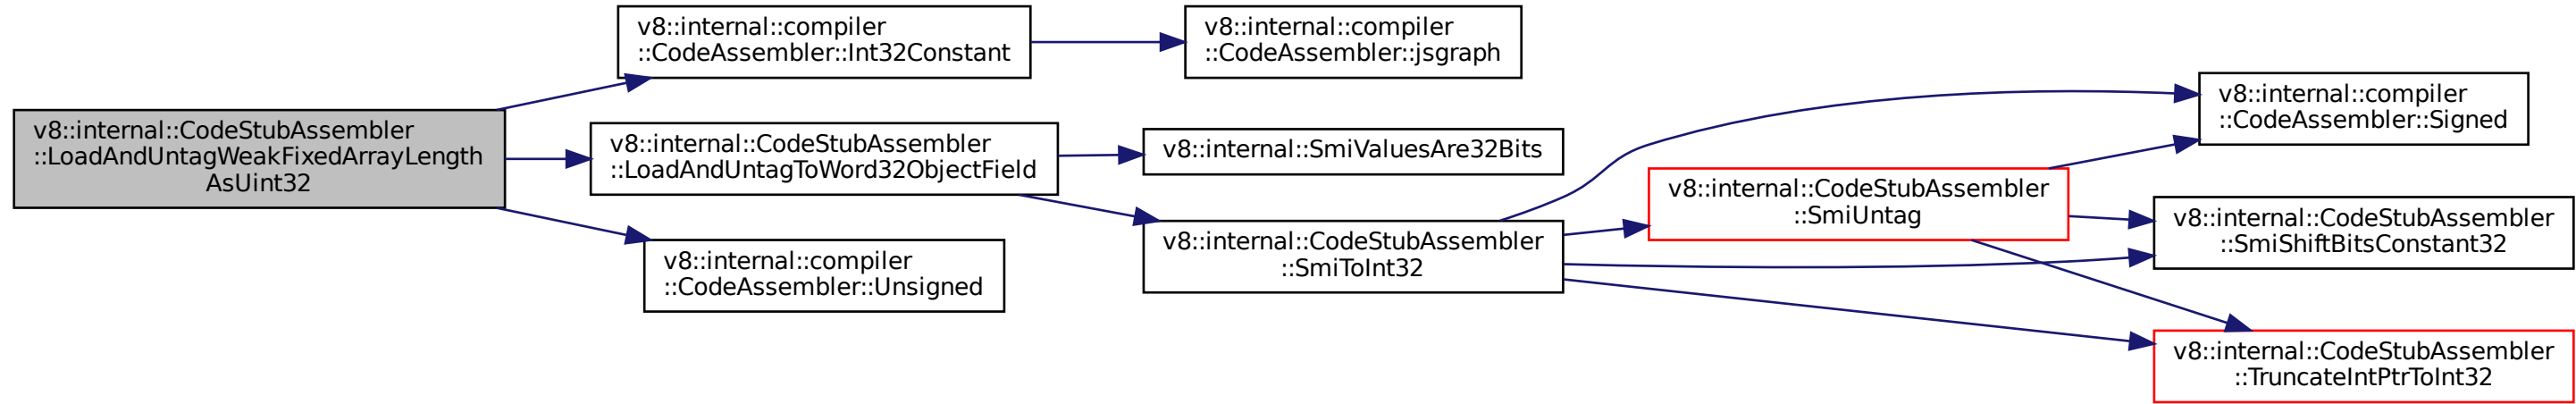 v8::internal::CodeStubAssembler
::LoadAndUntagWeakFixedArrayLength
AsUint32
v8::internal::compiler
::CodeAssembler::Int32Constant
v8::internal::compiler
::CodeAssembler::jsgraph
v8::internal::CodeStubAssembler
::LoadAndUntagToWord32ObjectField
v8::internal::compiler
::CodeAssembler::Unsigned
v8::internal::SmiValuesAre32Bits
v8::internal::CodeStubAssembler
::SmiToInt32
v8::internal::CodeStubAssembler
::SmiUntag
v8::internal::compiler
::CodeAssembler::Signed
v8::internal::CodeStubAssembler
::SmiShiftBitsConstant32
v8::internal::CodeStubAssembler
::TruncateIntPtrToInt32